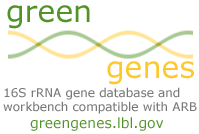 green
genes
16S rRNA gene database and
workbench compatible with ARB
greengenes.lbl.gov